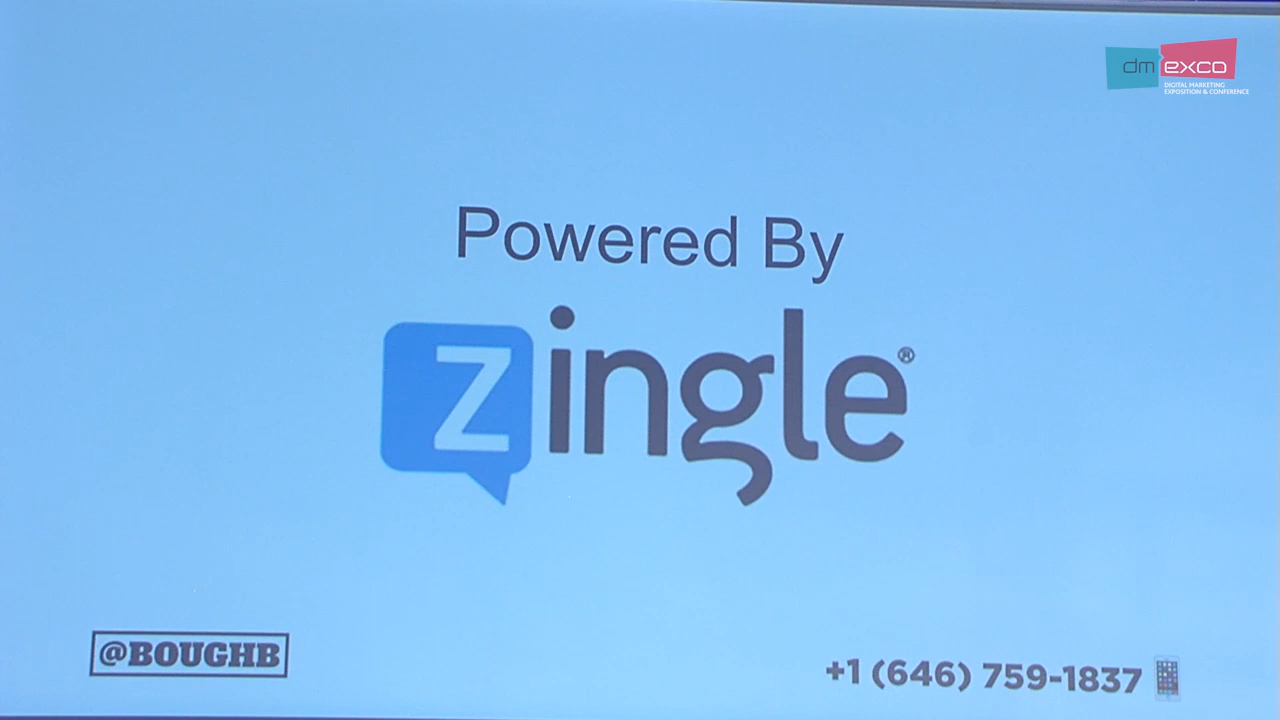 dm exco
DIGITAL MARKETING
EXPOSITION & CONFERENCE
Powered By
zingle®
@BOUGHB
+1 (646) 759-1837